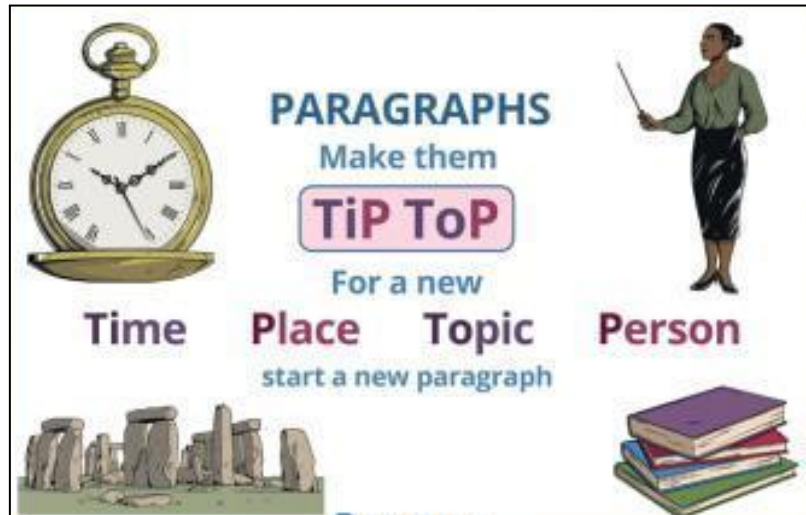 PARAGRAPHS
Make them
TiP ToP
For a new
Time Place Topic Person
start a new paragraph